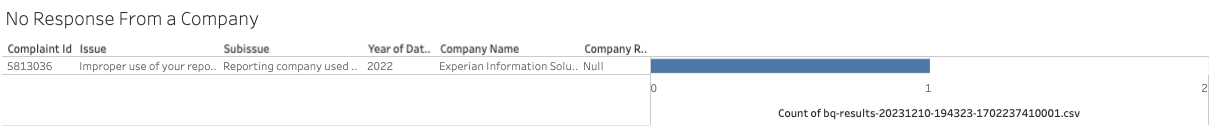 No Response From a Company
Complaint Id Issue Subissue Year of Dat.. Company Name Company R..
5813036 Improper use of your repo.. Reporting company used .. 2022 Experian Information Solu.. Null
0 1 2
Count of bq-results-20231210-194323-1702237410001.csv